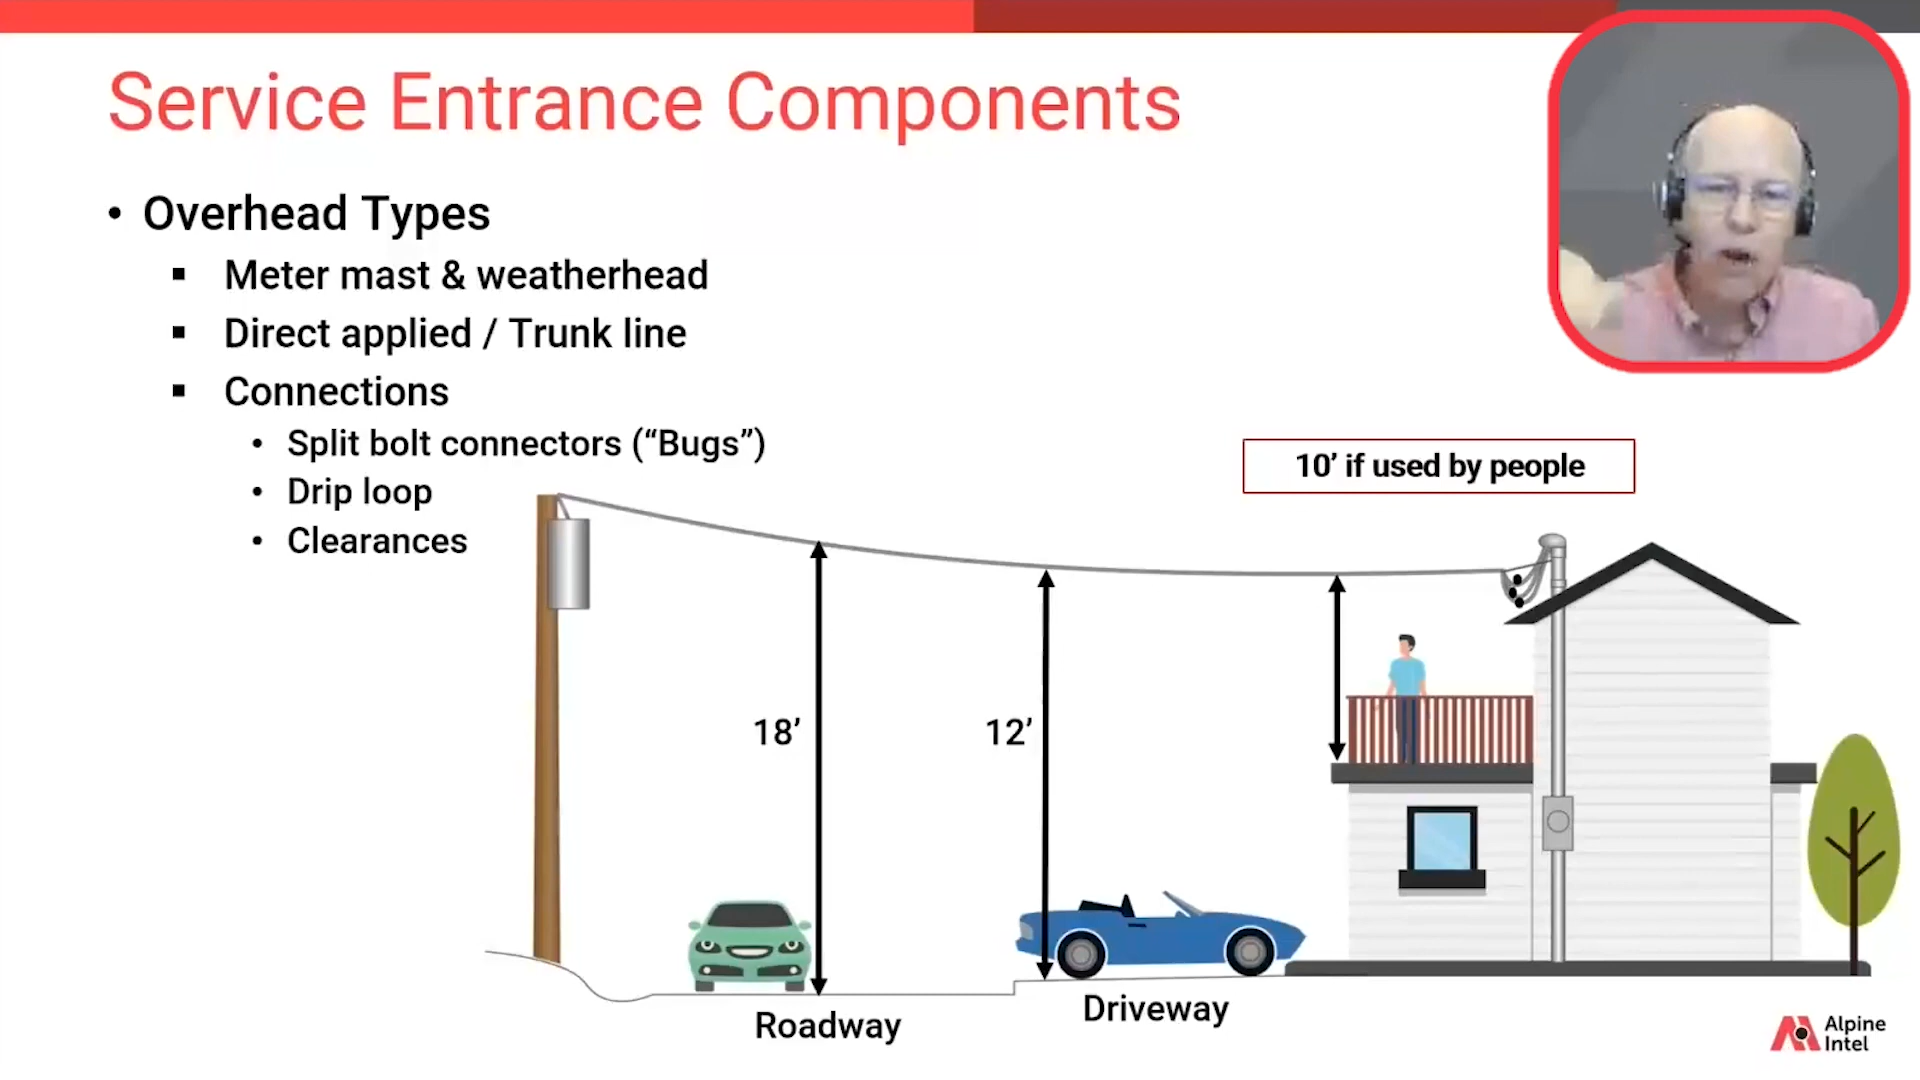 Service Entrance Components
• Overhead Types
▪ Meter mast & weatherhead
▪ Direct applied / Trunk line
▪ Connections
• Split bolt connectors (“Bugs”)
• Drip loop
• Clearances
10’ if used by people
18’
12’
Driveway
Roadway
Alpine
Intel